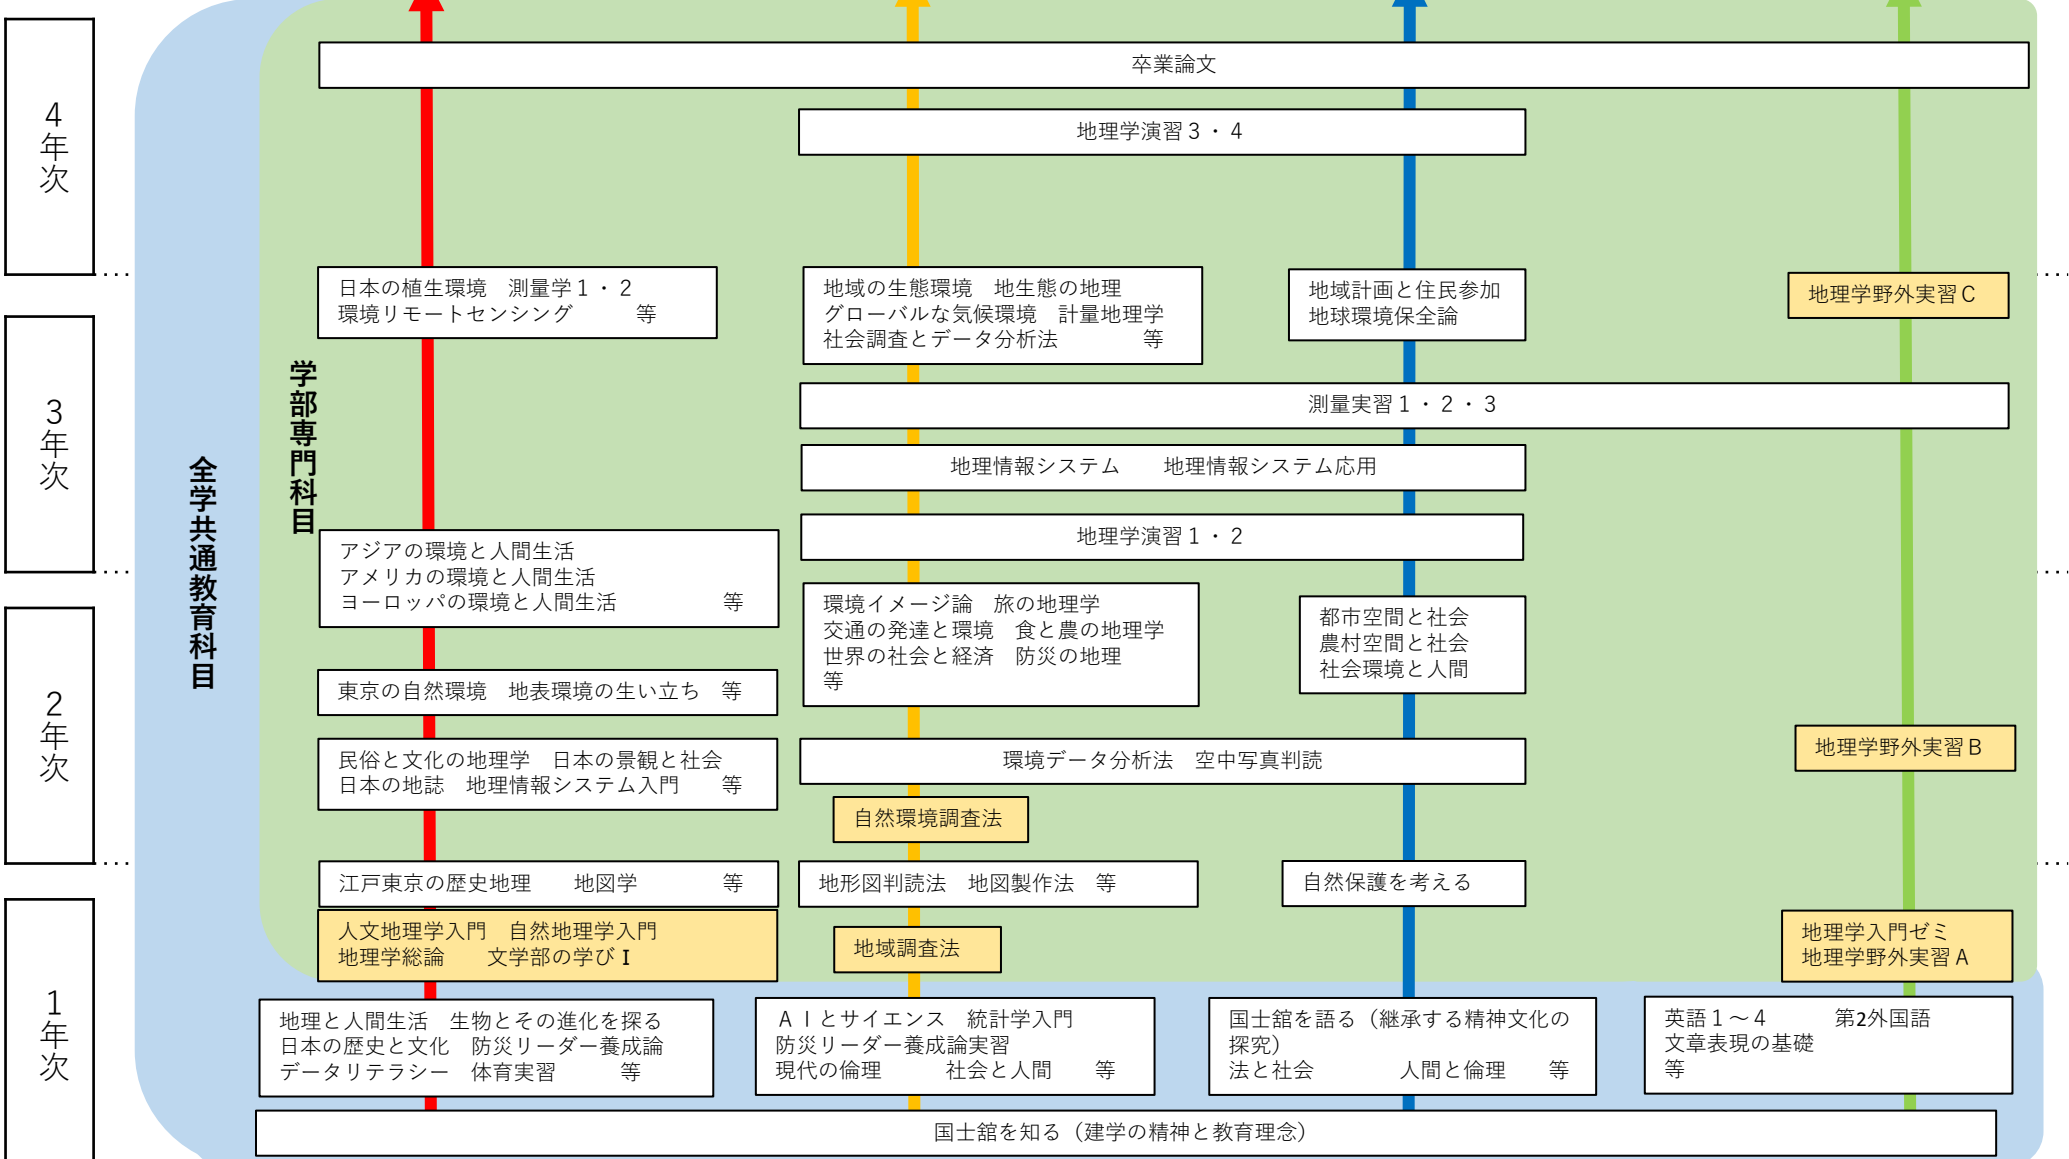 卒業論文
4年次
地理学演習3・4
日本の植生環境　測量学1・2
環境リモートセンシング　　　等
地域の生態環境　地生態の地理
グローバルな気候環境　計量地理学
社会調査とデータ分析法　　　　等
地域計画と住民参加
地球環境保全論
地理学野外実習C
3年次
学部専門科目
測量実習1・2・3
全学共通教育科目
地理情報システム　　地理情報システム応用
地理学演習1・2
アジアの環境と人間生活
アメリカの環境と人間生活
ヨーロッパの環境と人間生活　　　　　等
環境イメージ論　旅の地理学
交通の発達と環境　食と農の地理学
世界の社会と経済　防災の地理
等
都市空間と社会
農村空間と社会
社会環境と人間
2年次
東京の自然環境　地表環境の生い立ち　等
民俗と文化の地理学　日本の景観と社会
日本の地誌　地理情報システム入門　　等
環境データ分析法　空中写真判読
地理学野外実習B
自然環境調査法
江戸東京の歴史地理　　地図学　　　　等
地形図判読法　地図製作法　等
自然保護を考える
1年次
人文地理学入門　自然地理学入門
地理学総論　　文学部の学びI
地域調査法
地理学入門ゼミ
地理学野外実習A
地理と人間生活　生物とその進化を探る
日本の歴史と文化　防災リーダー養成論
データリテラシー　体育実習　　　等
AIとサイエンス　統計学入門
防災リーダー養成論実習
現代の倫理　　　社会と人間　　等
国士舘を語る（継承する精神文化の
探究）
法と社会　　　　人間と倫理　　等
英語1～4　　　第2外国語
文章表現の基礎
等
国士舘を知る（建学の精神と教育理念）